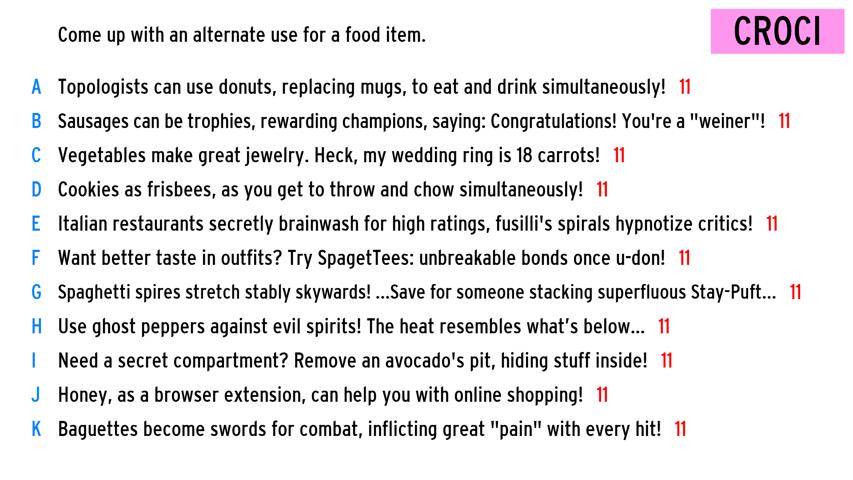 Come up with an alternate use for a food item.
CROCI
A Topologists can use donuts, replacing mugs, to eat and drink simultaneously! 11
B Sausages can be trophies, rewarding champions, saying: Congratulations! You're a "weiner"! 11
C Vegetables make great jewelry. Heck, my wedding ring is 18 carrots! 11
D Cookies as frisbees, as you get to throw and chow simultaneously! 11
E Italian restaurants secretly brainwash for high ratings, fusilli's spirals hypnotize critics! 11
F Want better taste in outfits? Try SpagetTees: unbreakable bonds once u-don! 11
G Spaghetti spires stretch stably skywards! ...Save for someone stacking superfluous Stay-Puft... 11
H Use ghost peppers against evil spirits! The heat resembles what’s below... 11
I Need a secret compartment? Remove an avocado's pit, hiding stuff inside! 11
J Honey, as a browser extension, can help you with online shopping! 11
K Baguettes become swords for combat, inflicting great "pain" with every hit! 11